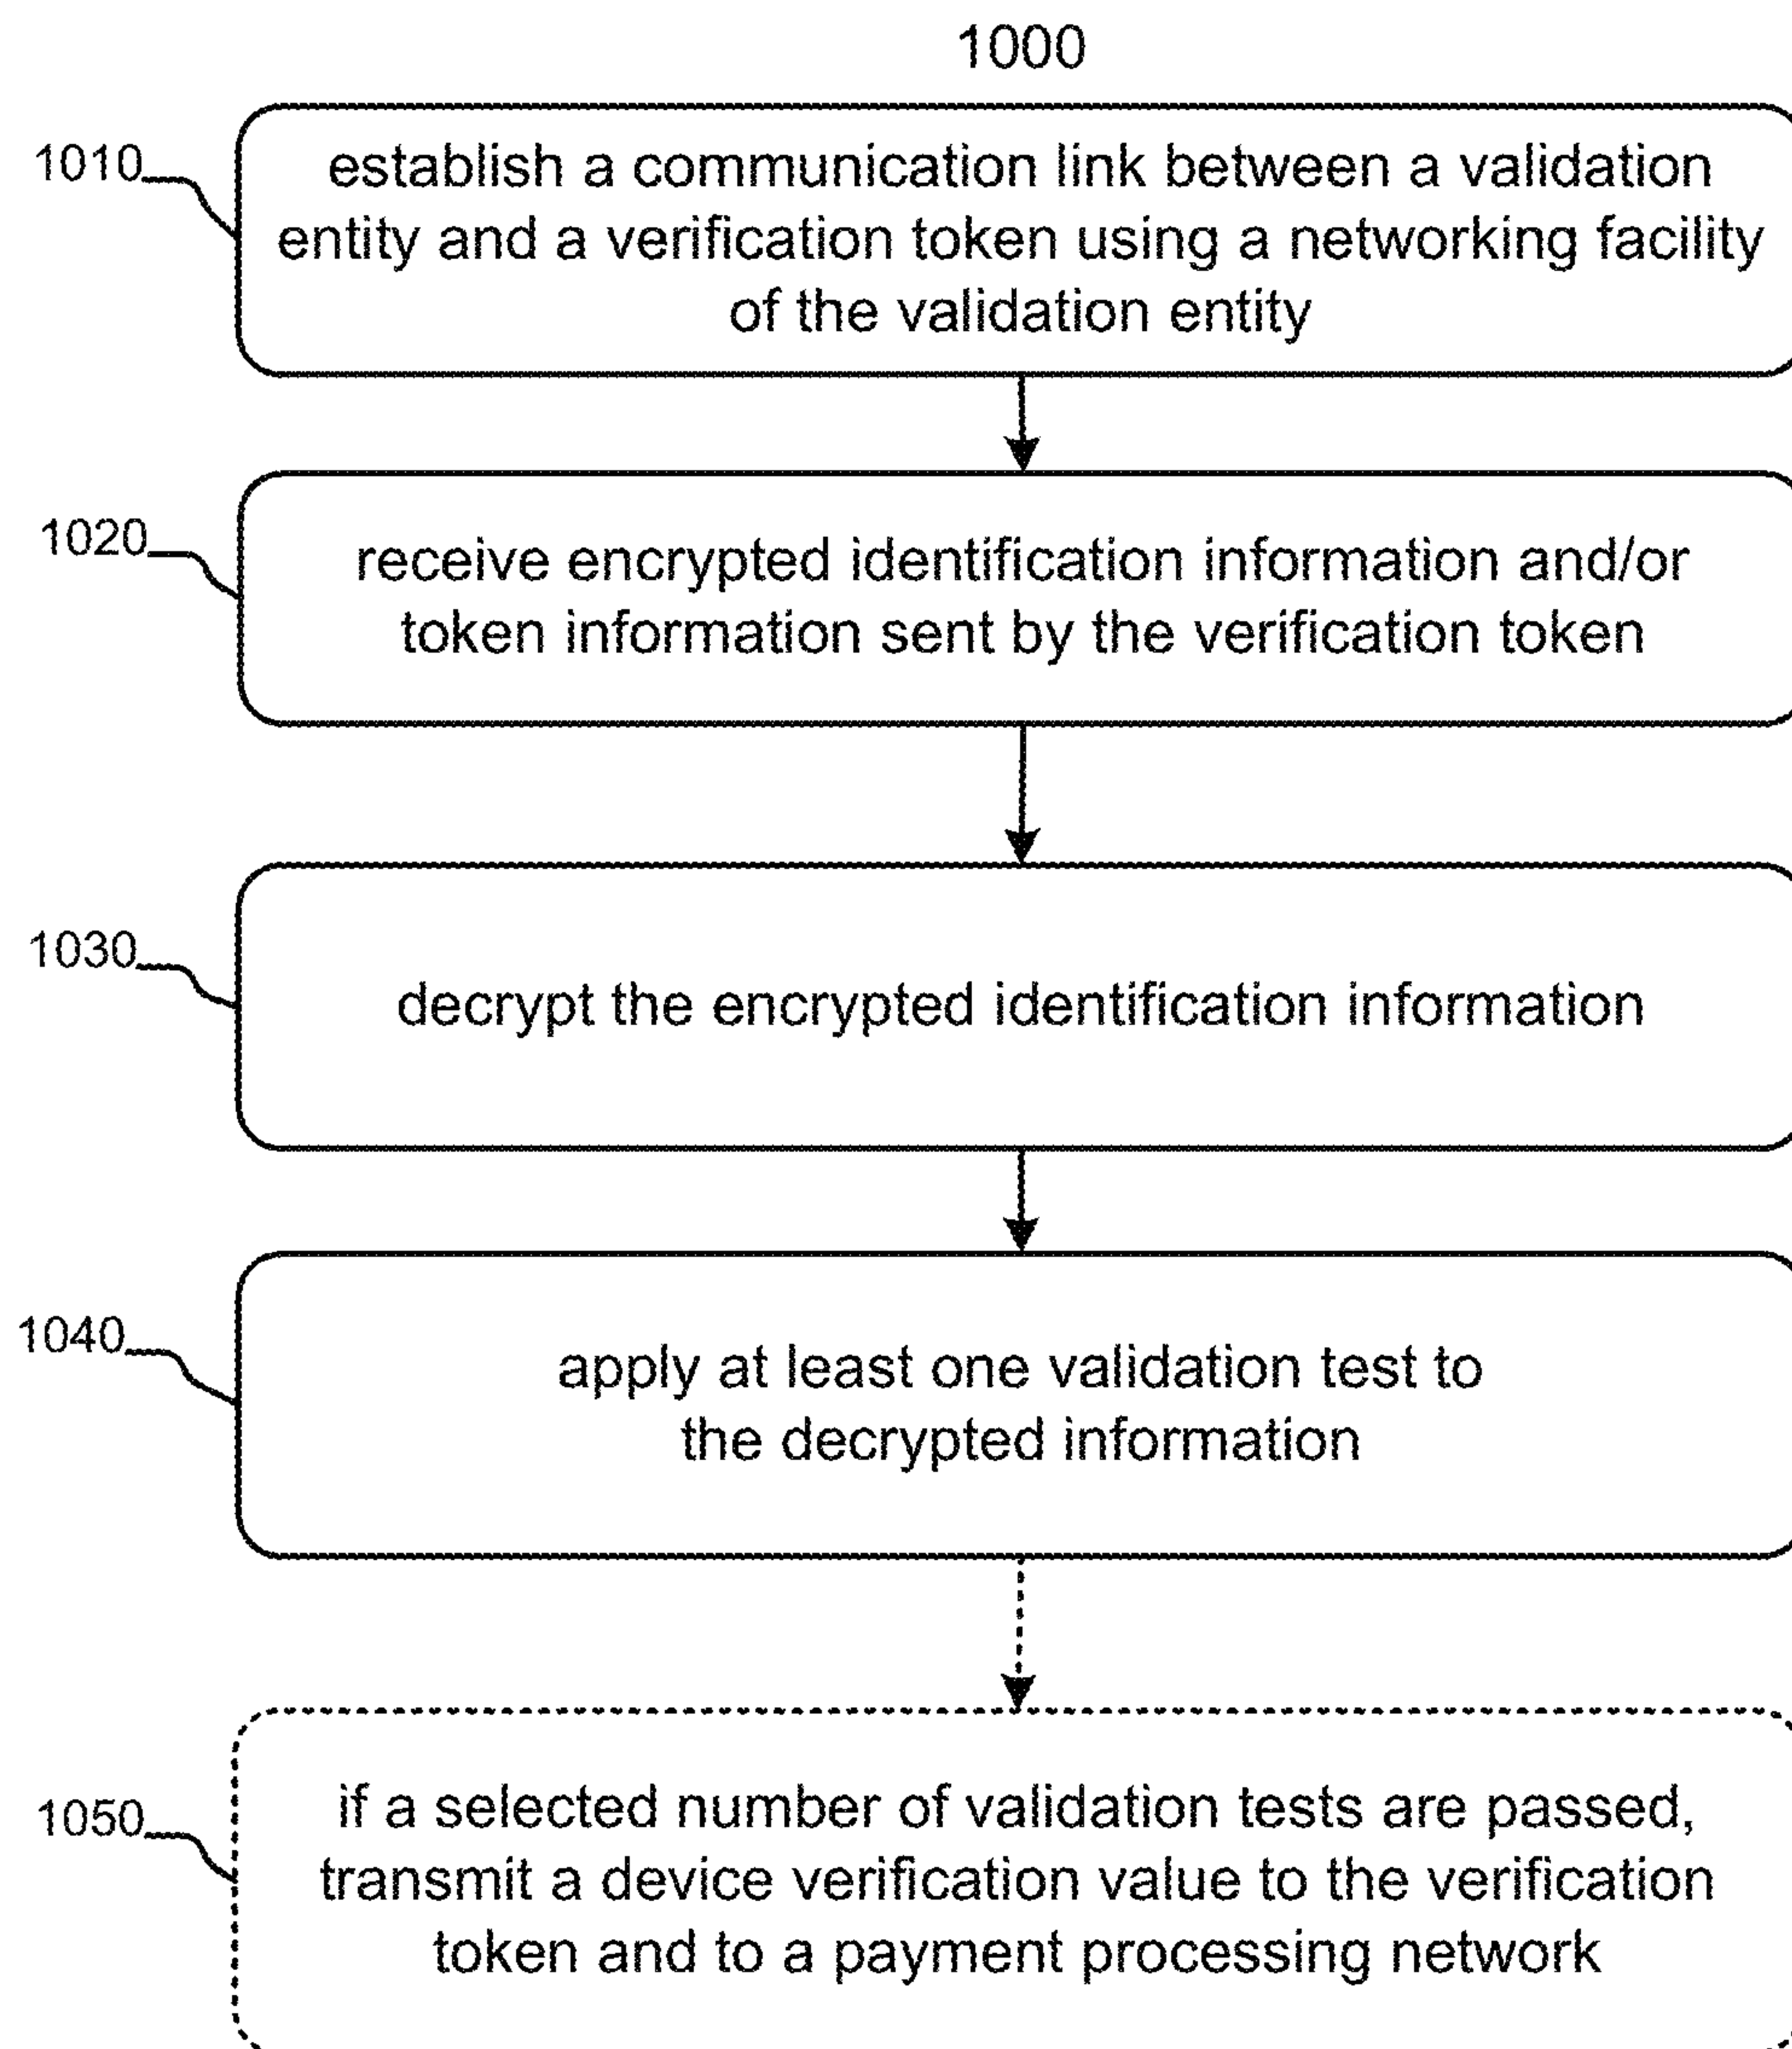 1000
1010
establish a communication link between a validation
entity and a verification token using a networking facility
of the validation entity
1020
receive encrypted identification information and/or
token information sent by the verification token
1030
decrypt the encrypted identification information
1040
apply at least one validation test to
the decrypted information
1050
if a selected number of validation tests are passed,
transmit a device verification value to the verification
token and to a payment processing network